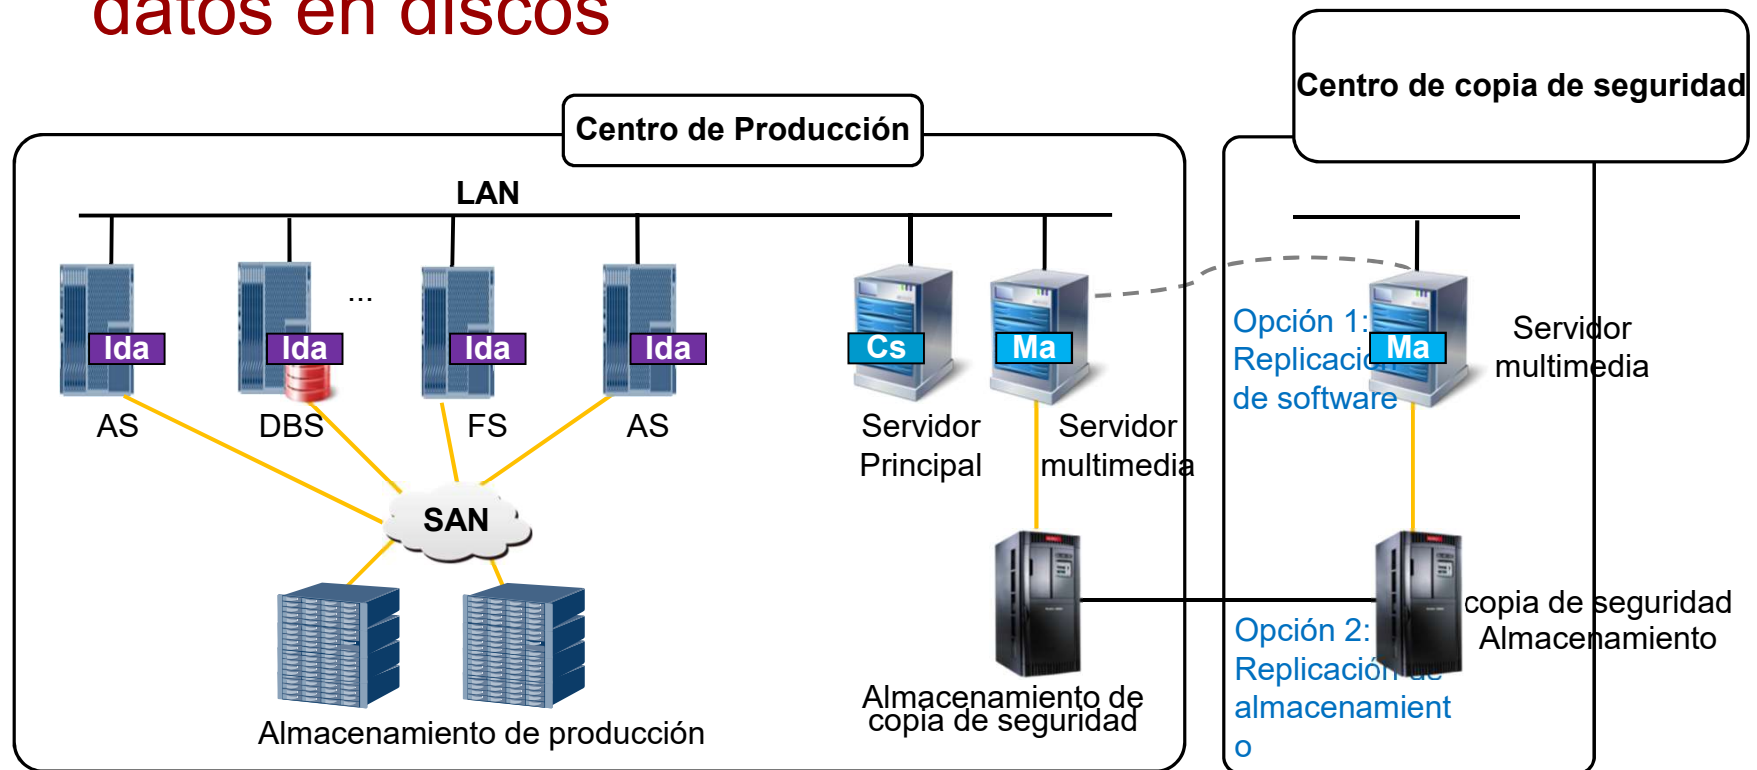 datos en discos
Centro de copia de seguridad
Centro de Producción
LAN
...
Ida
Ida
Ida
Ida
Cs
Ma
Opción 1:
Replicación
de software
Ma
Servidor
multimedia
AS
DBS
FS
AS
Servidor
Principal
Servidor
multimedia
SAN
copia de seguridad
Almacenamiento
Opción 2:
Replicación de
almacenamient
o
Almacenamiento de
copia de seguridad
Almacenamiento de producción